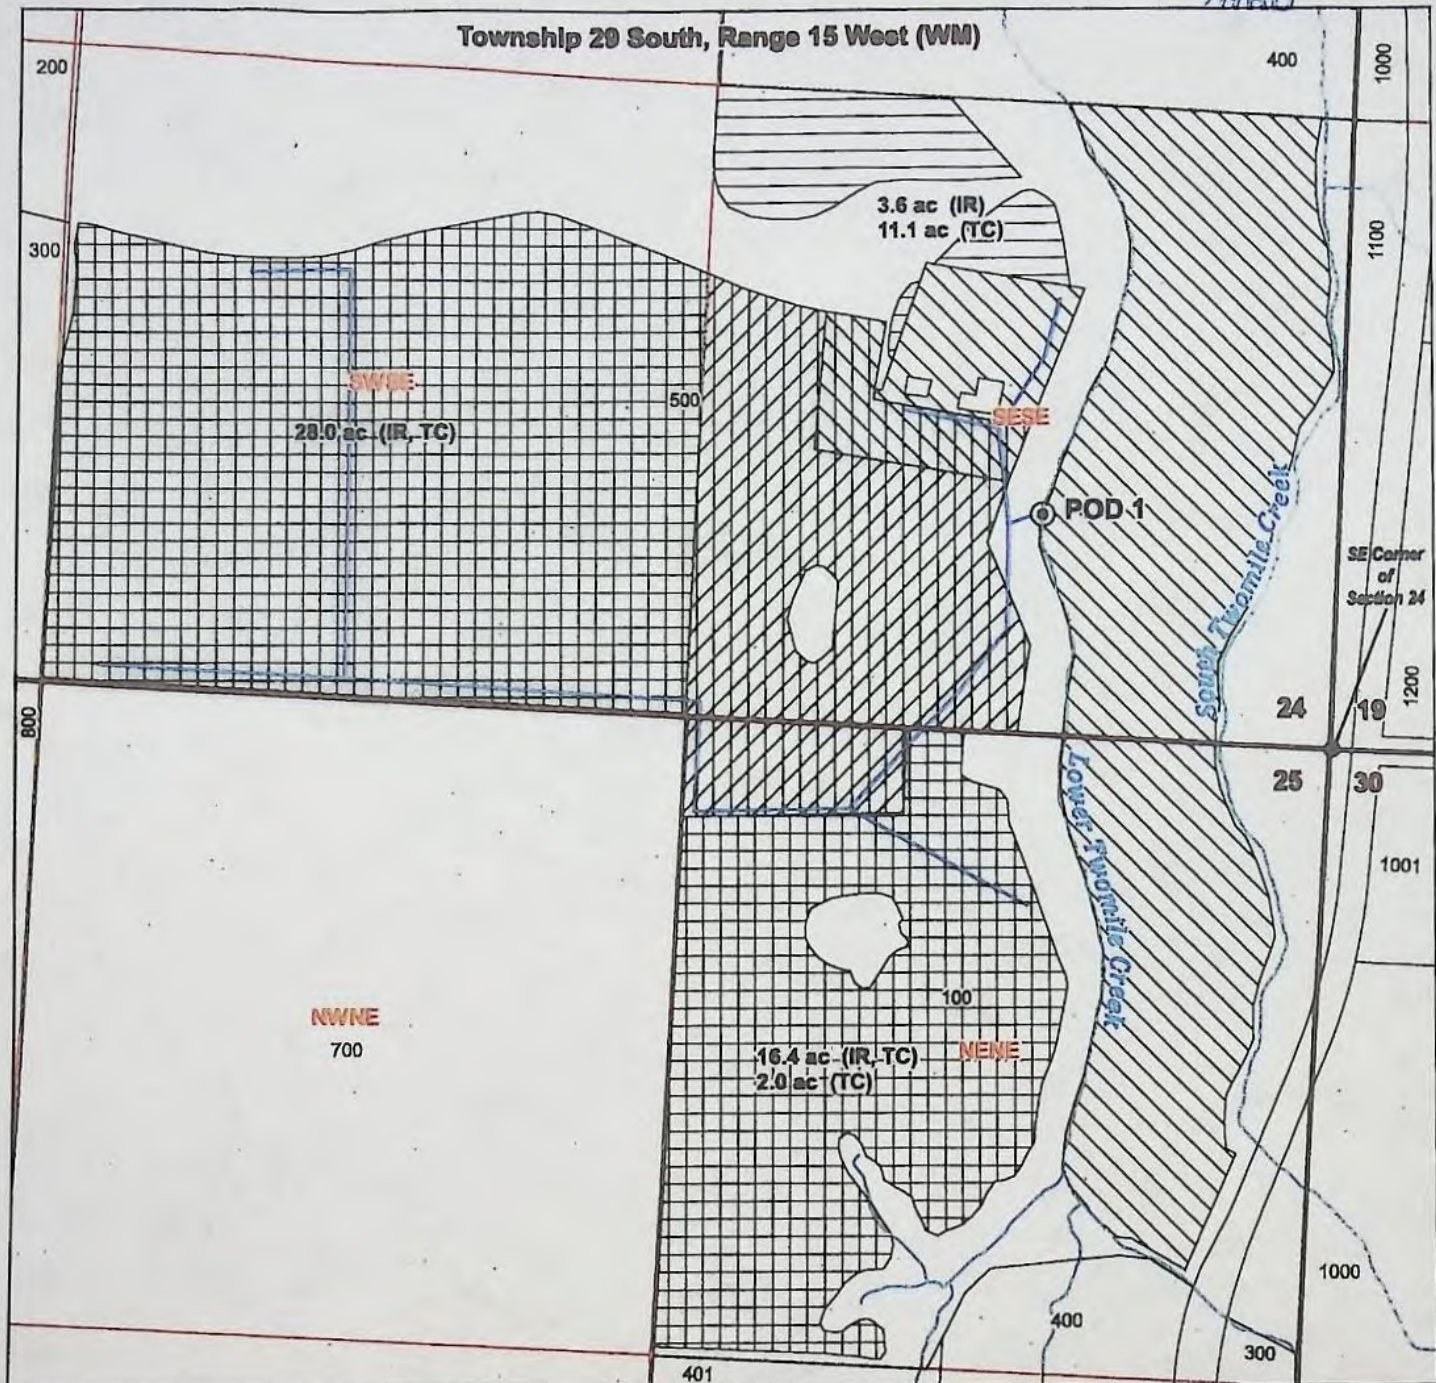 Township 29 South, Range 15 West (WM)
200
400
1000
300
3.6 ac (IR)
11.1 ac (TC)
1100
SWSE
500
28.0 ac (IR, TC)
SESE
POD 1
South Twomile Creek
SE Corner
of
Section 24
800
24
19
1200
25
30
Lower Twomile Creek
1001
100
NWNE
700
16.4 ac (IR, TC)
2.0 ac (TC)
NENE
1000
400
300
401